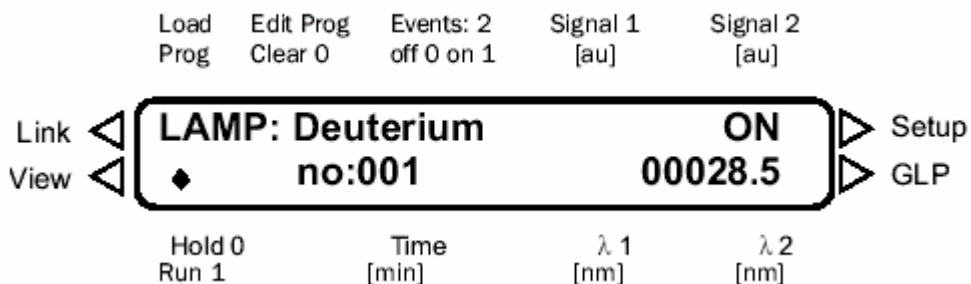 Load Edit Prog Events: 2 Signal 1 Signal 2
Prog Clear 0 off 0 on 1 [au] [au]
Link LAMP: Deuterium ON Setup
View ♦ no:001 00028.5 GLP
Hold 0 Time λ 1 λ 2
Run 1 [min] [nm] [nm]